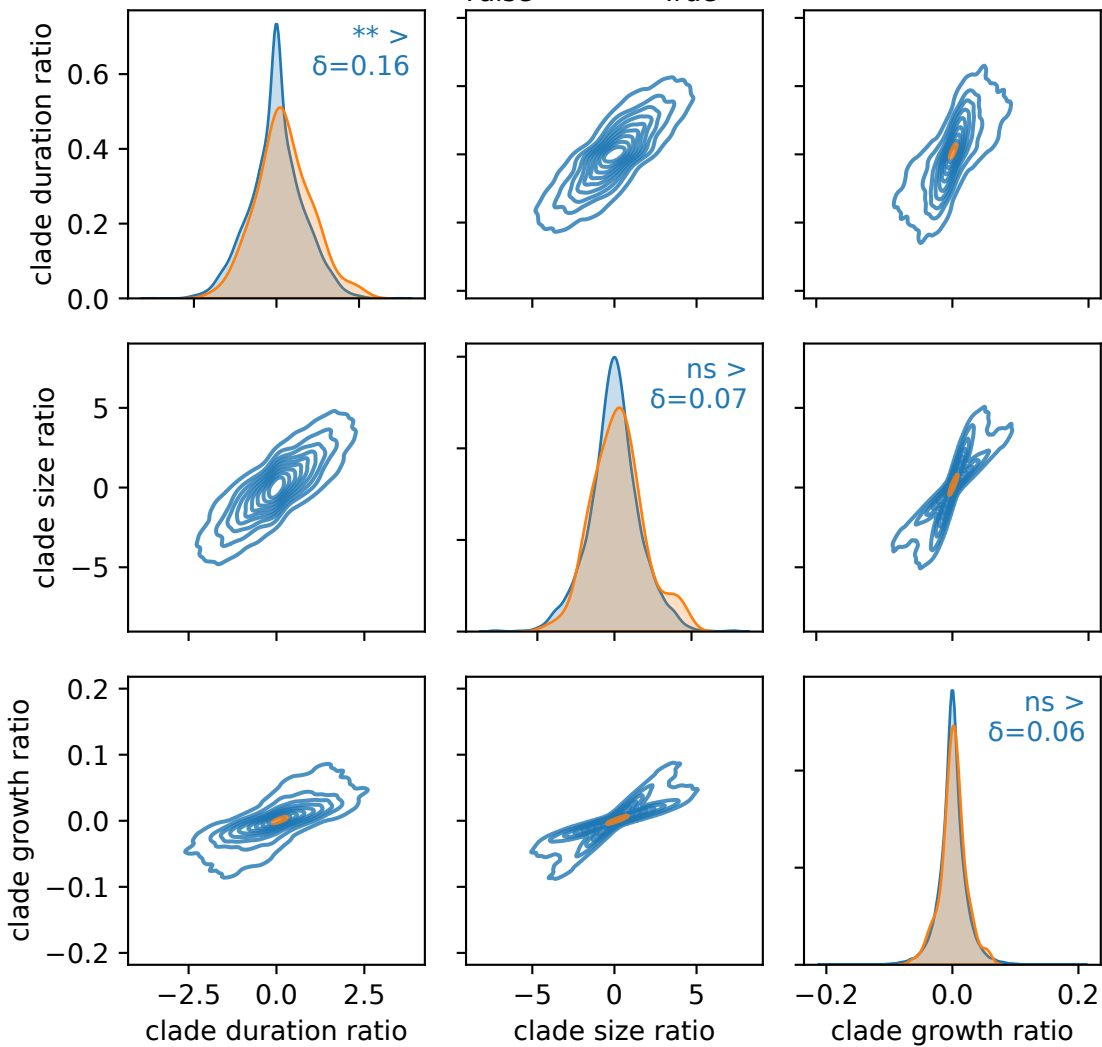 clade duration ratio
0.6
0.4
0.2
0.0
** >
δ=0.16
clade size ratio
5
0
−5
ns >
δ=0.07
clade growth ratio
0.2
0.1
0.0
−0.1
−0.2
ns >
δ=0.06
−2.5 0.0 2.5
−5 0 5
−0.2 0.0 0.2
clade duration ratio
clade size ratio
clade growth ratio